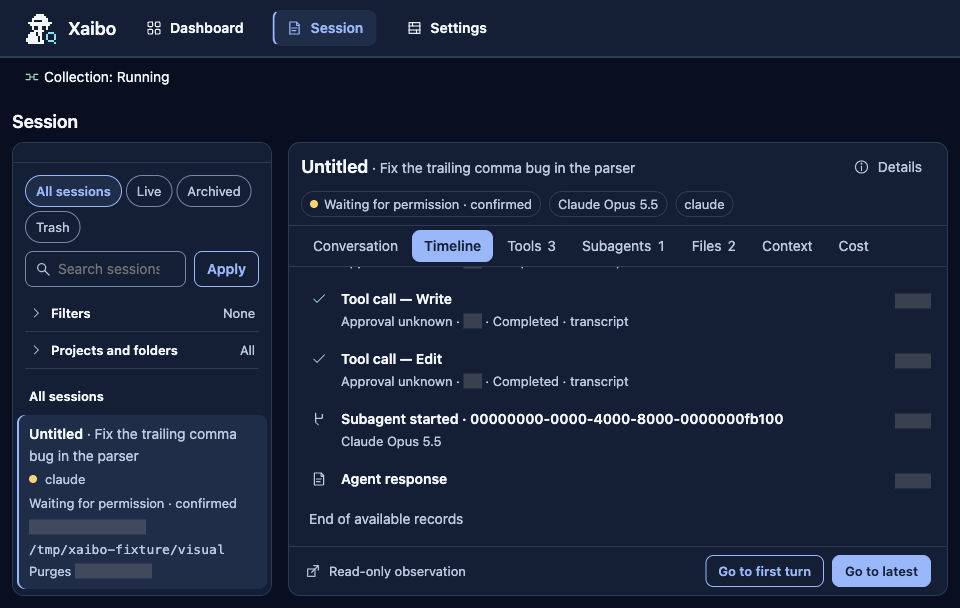 Xaibo
Dashboard
Session
Settings
Collection: Running
Session
All sessions
Live
Archived
Trash
Search sessions
Apply
Filters
None
Projects and folders
All
All sessions
Untitled · Fix the trailing comma
bug in the parser
claude
Waiting for permission · confirmed
/tmp/xaibo-fixture/visual
Purges
Untitled · Fix the trailing comma bug in the parser
Details
Waiting for permission · confirmed
Claude Opus 5.5
claude
Conversation
Timeline
Tools 3
Subagents 1
Files 2
Context
Cost
Tool call — Write
Approval unknown · · Completed · transcript
Tool call — Edit
Approval unknown · · Completed · transcript
Subagent started · 00000000-0000-4000-8000-0000000fb100
Claude Opus 5.5
Agent response
End of available records
Read-only observation
Go to first turn
Go to latest